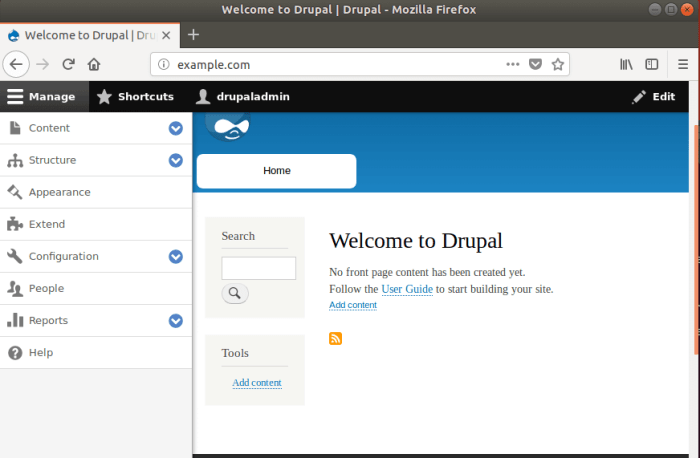 Welcome to Drupal | Drupal - Mozilla Firefox
Welcome to Drupal | Dru
example.com
Manage
Shortcuts
drupaladmin
Edit
Content
Structure
Appearance
Extend
Configuration
People
Reports
Help
Home
Search
Tools
Add content
Welcome to Drupal
No front page content has been created yet.
Follow the User Guide to start building your site.
Add content